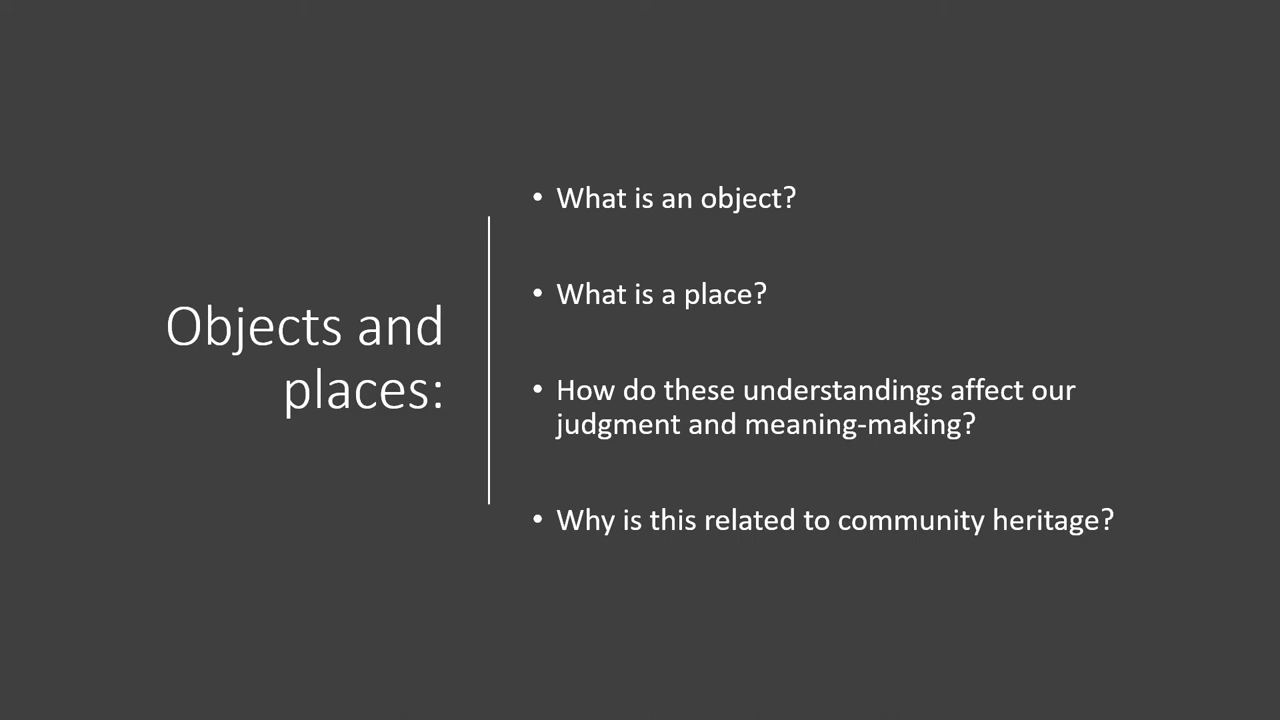 Objects and
places:
• What is an object?
• What is a place?
• How do these understandings affect our
judgment and meaning-making?
• Why is this related to community heritage?